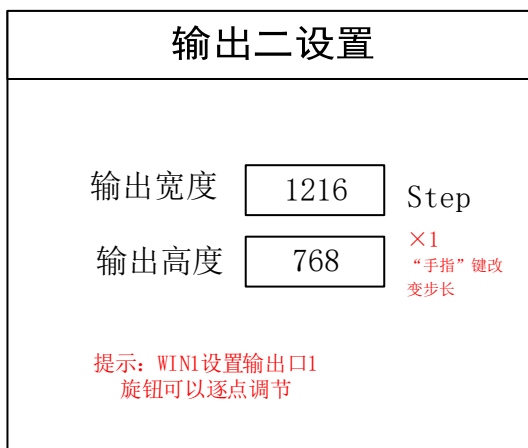 输出二设置
输出宽度 1216 Step
输出高度 768 ×1
“手指”键改
变步长
提示：WIN1设置输出口1
旋钮可以逐点调节